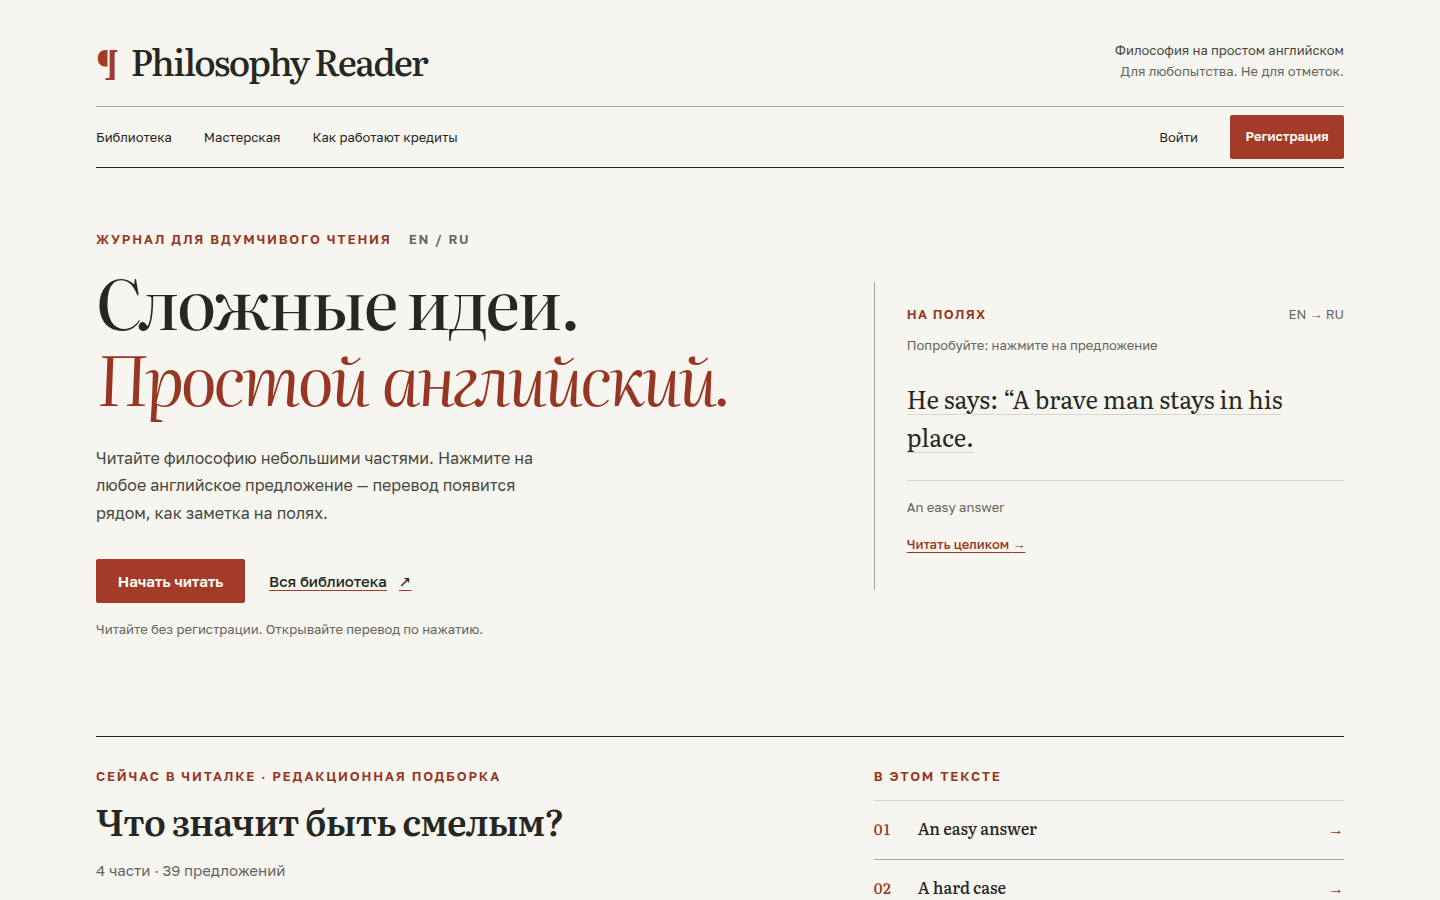 ¶ Philosophy Reader
Философия на простом английском
Для любопытства. Не для отметок.
Библиотека Мастерская Как работают кредиты Войти Регистрация
ЖУРНАЛ ДЛЯ ВДУМЧИВОГО ЧТЕНИЯ EN / RU
Сложные идеи.
Простой английский.
Читайте философию небольшими частями. Нажмите на
любое английское предложение — перевод появится
рядом, как заметка на полях.
Начать читать Вся библиотека ↗
Читайте без регистрации. Открывайте перевод по нажатию.
НА ПОЛЯХ EN → RU
Попробуйте: нажмите на предложение
He says: “A brave man stays in his
place.
An easy answer
Читать целиком →
СЕЙЧАС В ЧИТАЛКЕ · РЕДАКЦИОННАЯ ПОДБОРКА
Что значит быть смелым?
4 части · 39 предложений
В ЭТОМ ТЕКСТЕ
01 An easy answer →
02 A hard case →